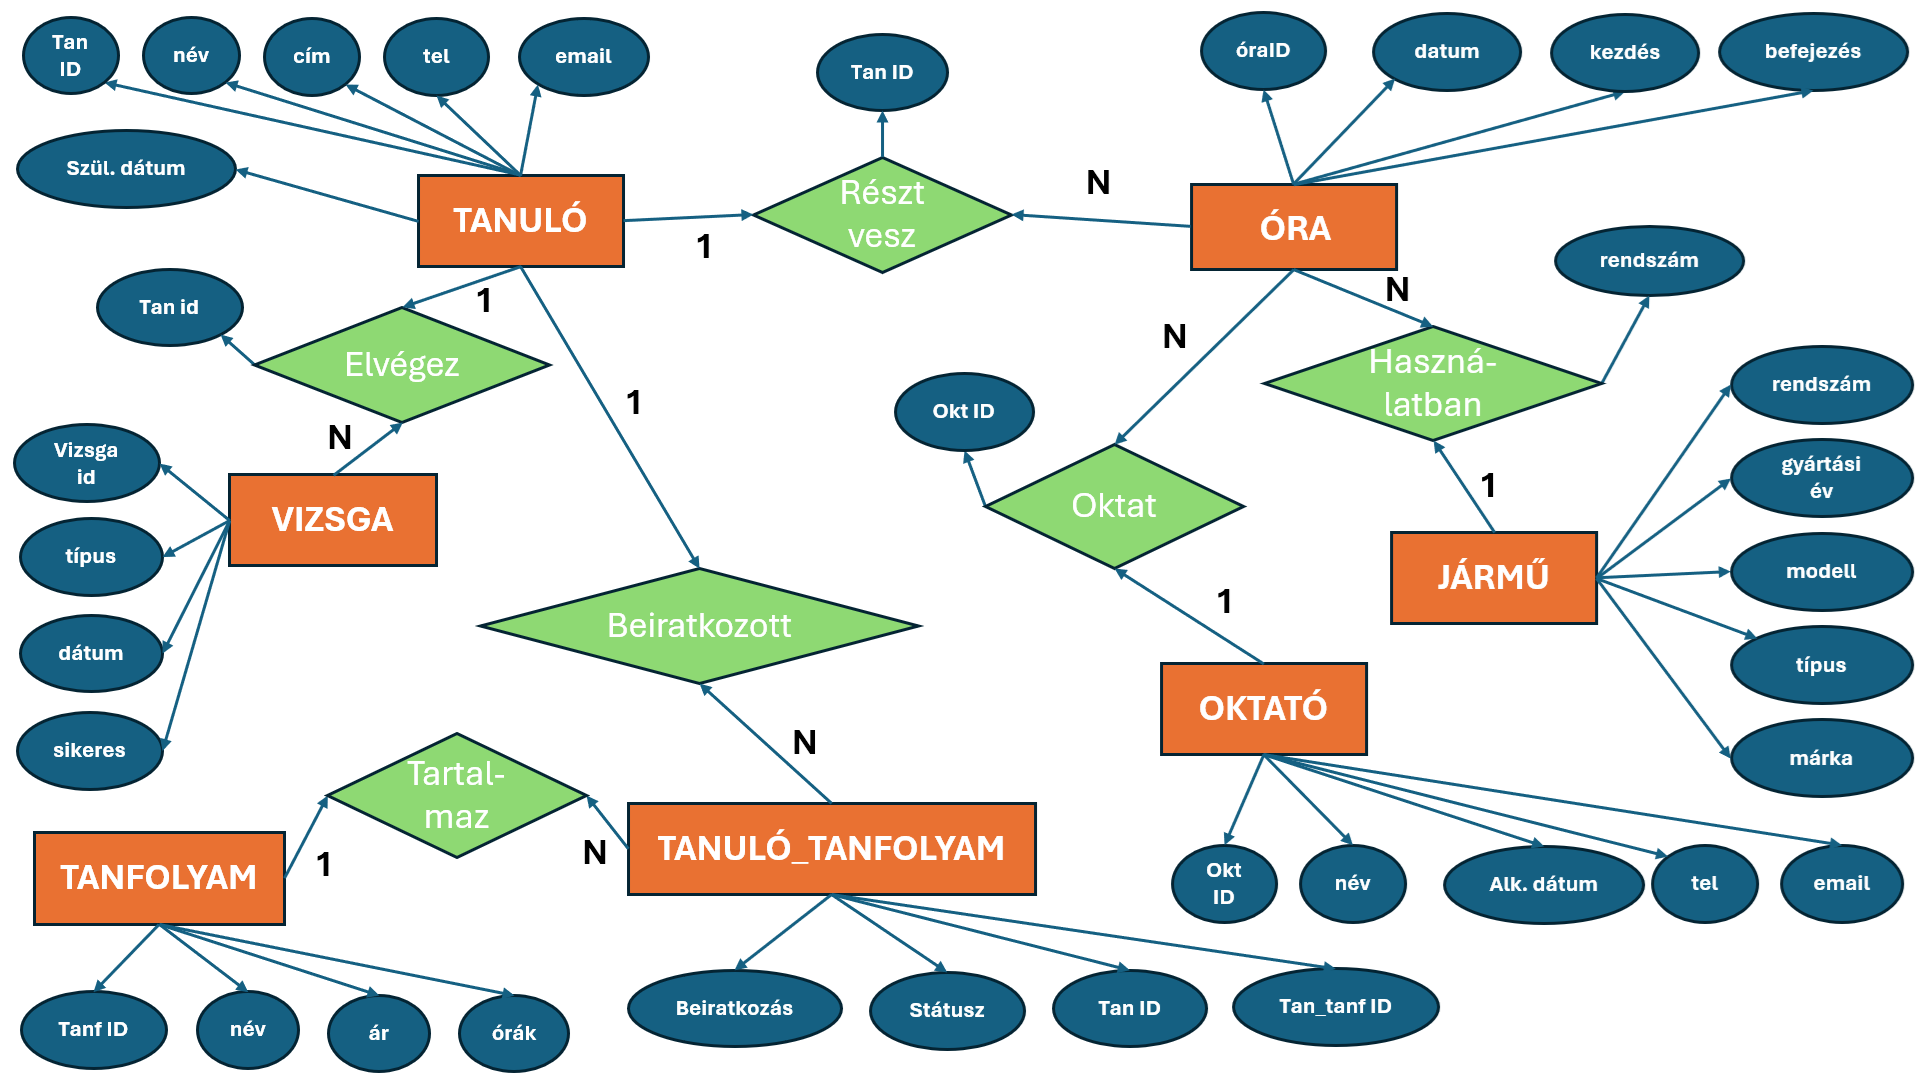 Tan
ID
név
cím
tel
email
Tan ID
óraID
datum
kezdés
befejezés
Szül. dátum
TANULÓ
Részt
vesz
N
1
ÓRA
rendszám
Tan id
1
Elvégez
N
N
Haszná-
latban
rendszám
1
Okt ID
Oktat
N
Vizsga
id
VIZSGA
típus
dátum
sikeres
gyártási
év
modell
típus
márka
1
JÁRMŰ
Beiratkozott
1
OKTATÓ
N
Tartal-
maz
TANFOLYAM
1
N
TANULÓ_TANFOLYAM
Okt
ID
név
Alk. dátum
tel
email
Tanf ID
név
ár
órák
Beiratkozás
Státusz
Tan ID
Tan_tanf ID